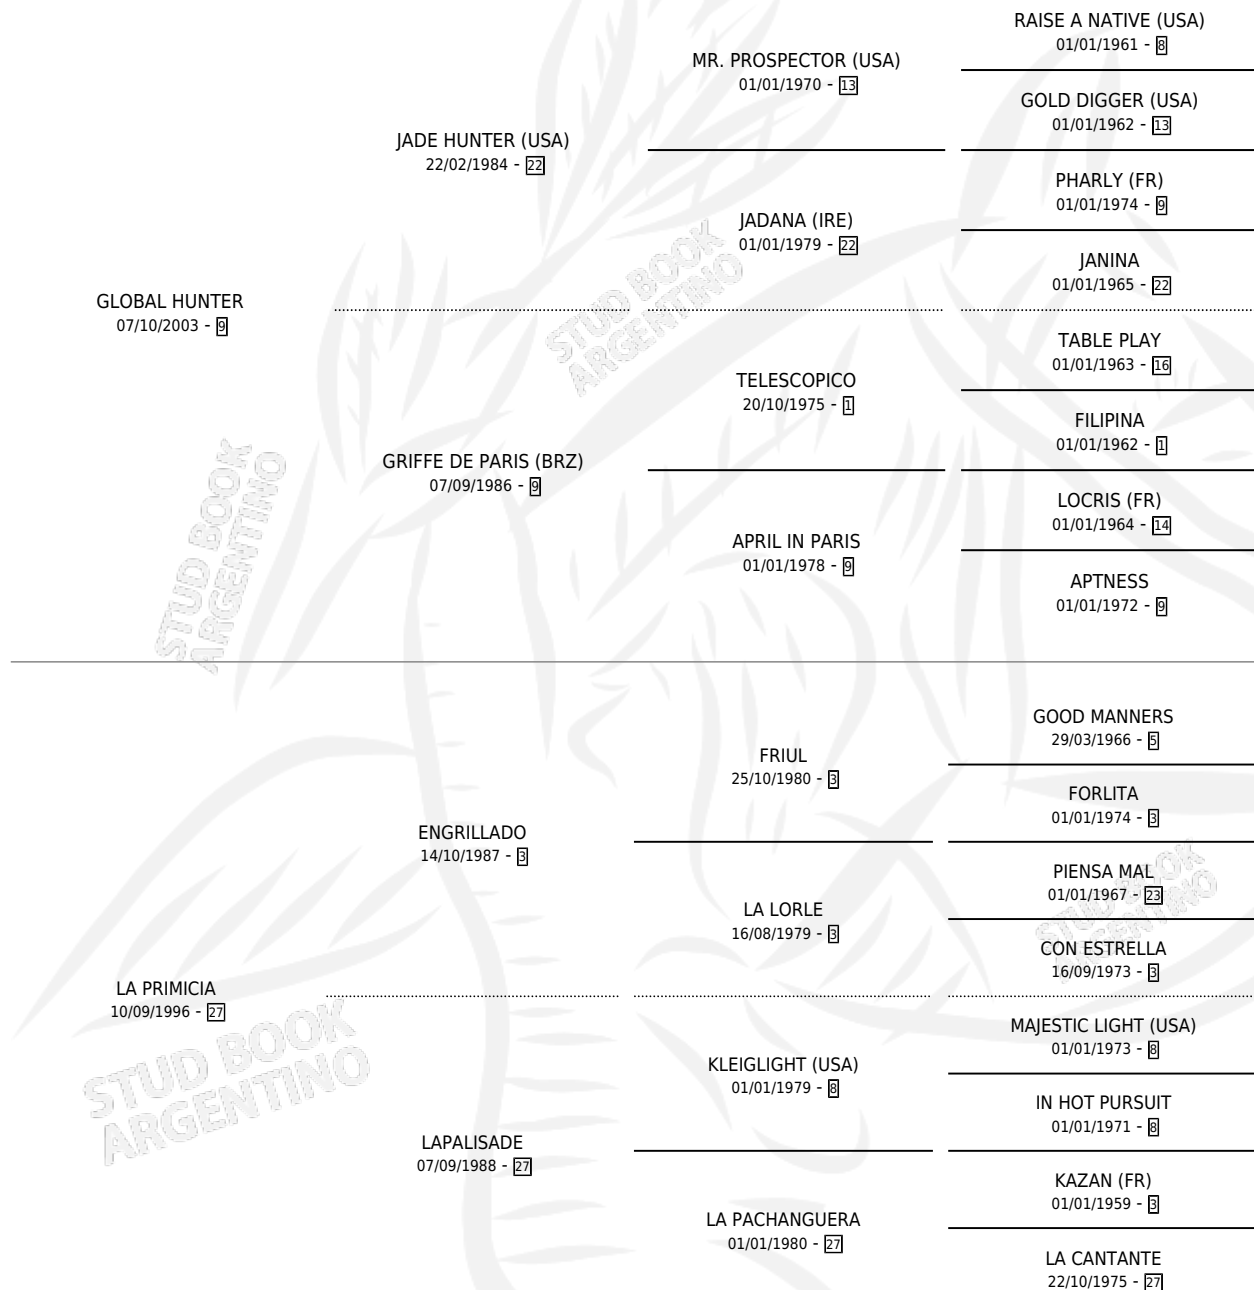 RAISE A NATIVE (USA)
01/01/1961 - 8
MR. PROSPECTOR (USA)
01/01/1970 - 13
GOLD DIGGER (USA)
01/01/1962 - 13
JADE HUNTER (USA)
22/02/1984 - 22
PHARLY (FR)
01/01/1974 - 9
JADANA (IRE)
01/01/1979 - 22
JANINA
01/01/1965 - 22
GLOBAL HUNTER
07/10/2003 - 9
STUD BOOK
ARGENTINO
TABLE PLAY
01/01/1963 - 16
TELESCOPICO
20/10/1975 - 1
FILIPINA
01/01/1962 - 1
GRIFFE DE PARIS (BRZ)
07/09/1986 - 9
LOCRIS (FR)
01/01/1964 - 14
APRIL IN PARIS
01/01/1978 - 9
APTNESS
01/01/1972 - 9
STUD BOOK
ARGENTINO
GOOD MANNERS
29/03/1966 - 5
FRIUL
25/10/1980 - 3
FORLITA
01/01/1974 - 3
ENGRILLADO
14/10/1987 - 3
PIENSA MAL
01/01/1967 - 23
LA LORLE
16/08/1979 - 3
CON ESTRELLA
16/09/1973 - 3
STUD BOOK
ARGENTINO
LA PRIMICIA
10/09/1996 - 27
MAJESTIC LIGHT (USA)
01/01/1973 - 8
KLEIGLIGHT (USA)
01/01/1979 - 8
IN HOT PURSUIT
01/01/1971 - 8
STUD BOOK
ARGENTINO
LAPALISADE
07/09/1988 - 27
KAZAN (FR)
01/01/1959 - 3
LA PACHANGUERA
01/01/1980 - 27
LA CANTANTE
22/10/1975 - 27